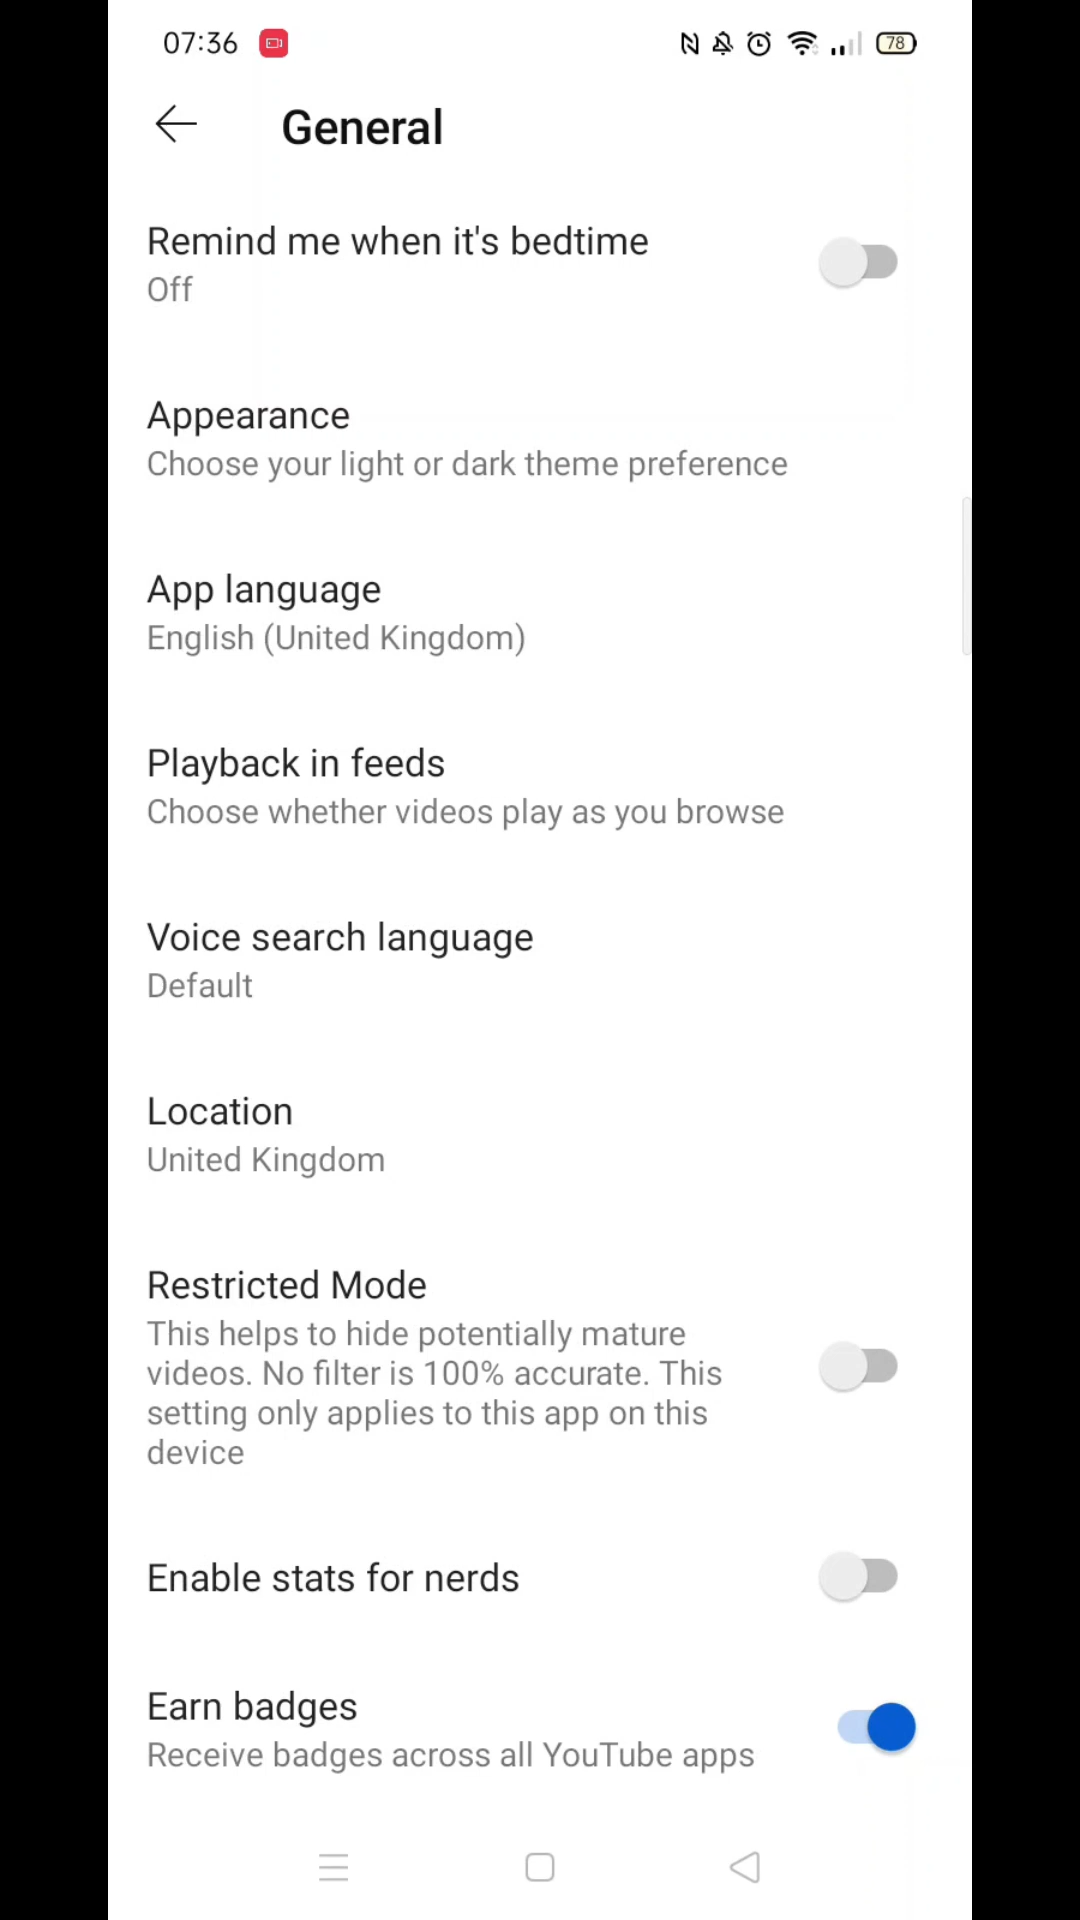 07:36
78
General
Remind me when it's bedtime
Off
Appearance
Choose your light or dark theme preference
App language
English (United Kingdom)
Playback in feeds
Choose whether videos play as you browse
Voice search language
Default
Location
United Kingdom
Restricted Mode
This helps to hide potentially mature
videos. No filter is 100% accurate. This
setting only applies to this app on this
device
Enable stats for nerds
Earn badges
Receive badges across all YouTube apps